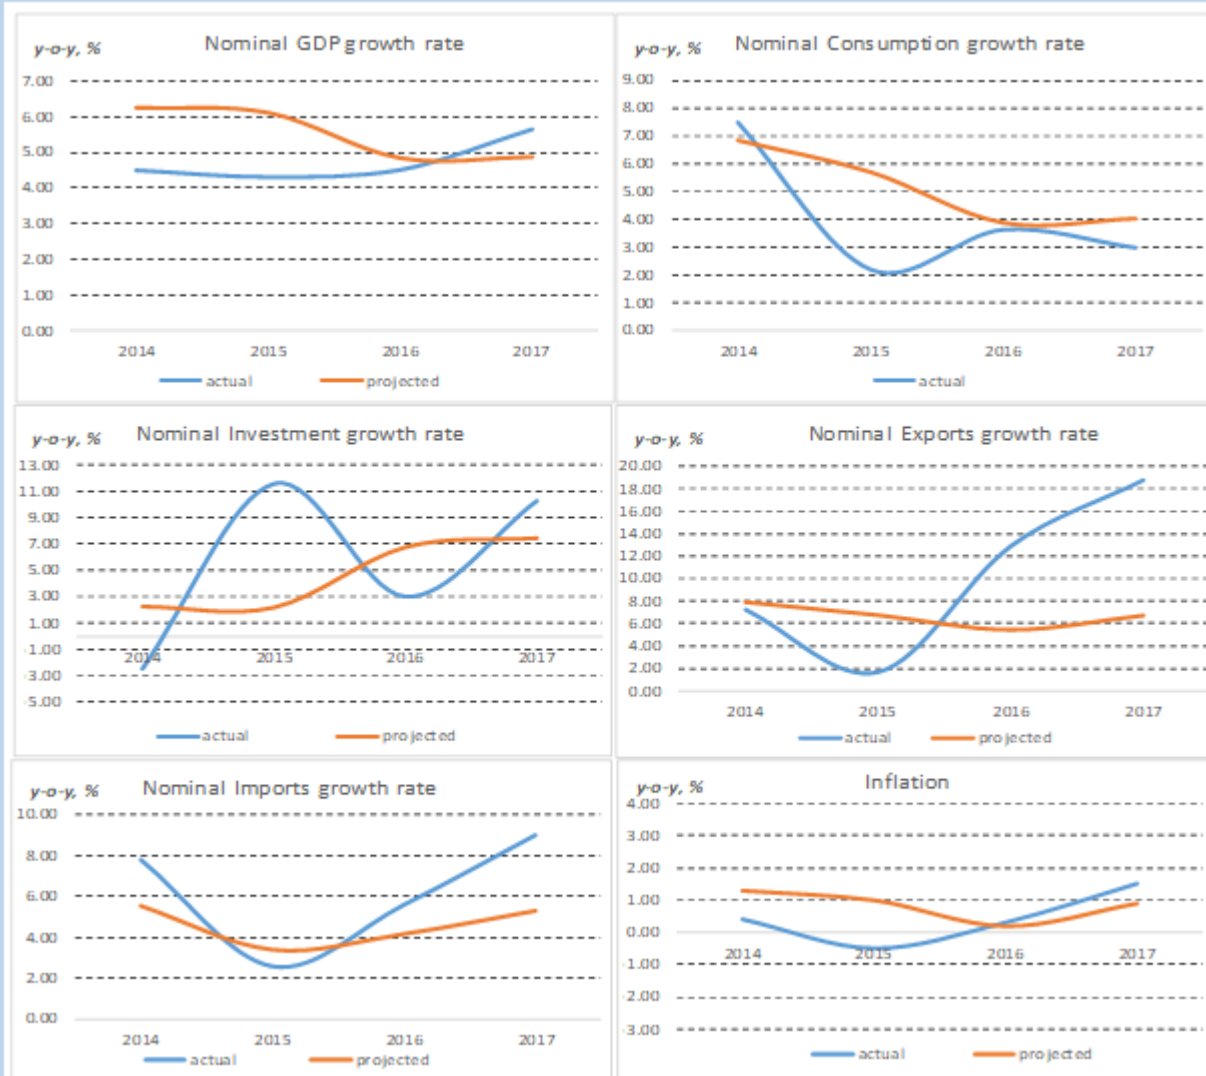 y-o-y, % Nominal GDP growth rate
7.00
6.00
5.00
4.00
3.00
2.00
1.00
0.00
2014 2015 2016 2017
actual projected
y-o-y, % Nominal Consumption growth rate
9.00
8.00
7.00
6.00
5.00
4.00
3.00
2.00
1.00
0.00
2014 2015 2016 2017
actual
y-o-y, % Nominal Investment growth rate
13.00
11.00
9.00
7.00
5.00
3.00
1.00
-1.00
-3.00
-5.00
2014 2015 2016 2017
actual projected
y-o-y, % Nominal Exports growth rate
20.00
18.00
16.00
14.00
12.00
10.00
8.00
6.00
4.00
2.00
0.00
2014 2015 2016 2017
actual projected
y-o-y, % Nominal Imports growth rate
10.00
8.00
6.00
4.00
2.00
0.00
2014 2015 2016 2017
actual projected
y-o-y, % Inflation
4.00
3.00
2.00
1.00
0.00
-1.00
-2.00
-3.00
2014 2015 2016 2017
actual projected